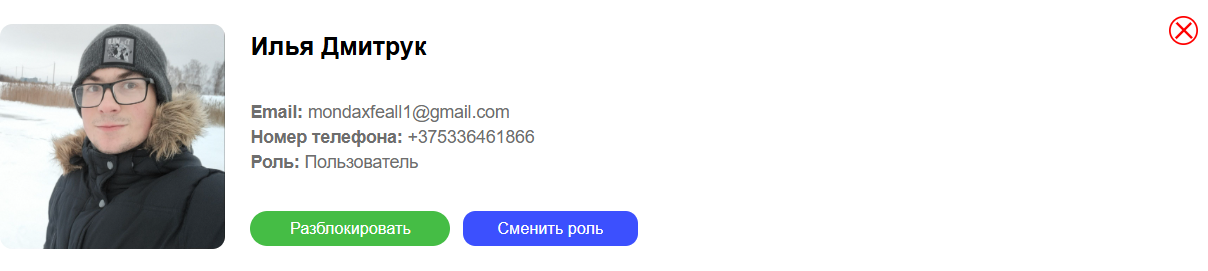 Илья Дмитрук
Email: mondaxfeall1@gmail.com
Номер телефона: +375336461866
Роль: Пользователь
Разблокировать Сменить роль